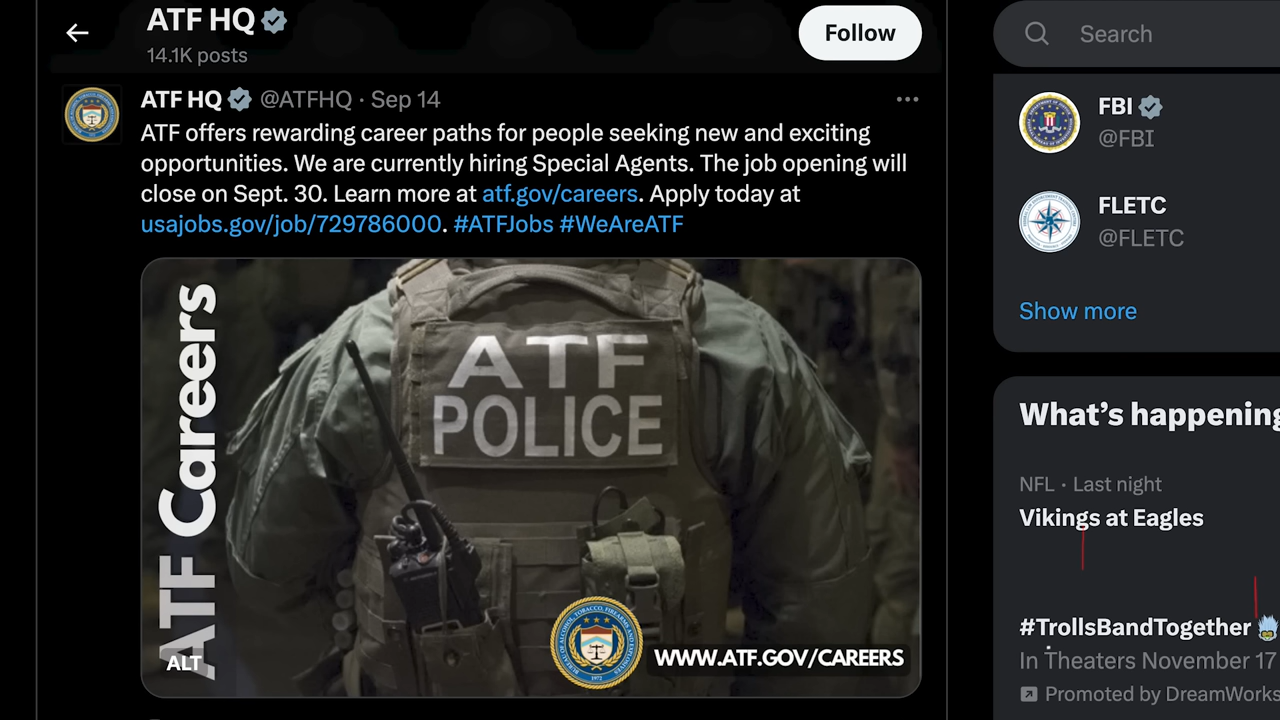 ATF HQ
14.1K posts
Follow
ATF HQ @ATFHQ · Sep 14
ATF offers rewarding career paths for people seeking new and exciting
opportunities. We are currently hiring Special Agents. The job opening will
close on Sept. 30. Learn more at atf.gov/careers. Apply today at
usajobs.gov/job/729786000. #ATFJobs #WeAreATF
ATF Careers
ATF
POLICE
ALT
WWW.ATF.GOV/CAREERS
Search
FBI
@FBI
FLETC
@FLETC
Show more
What's happening
NFL · Last night
Vikings at Eagles
#TrollsBandTogether
In Theaters November 17
Promoted by DreamWorks